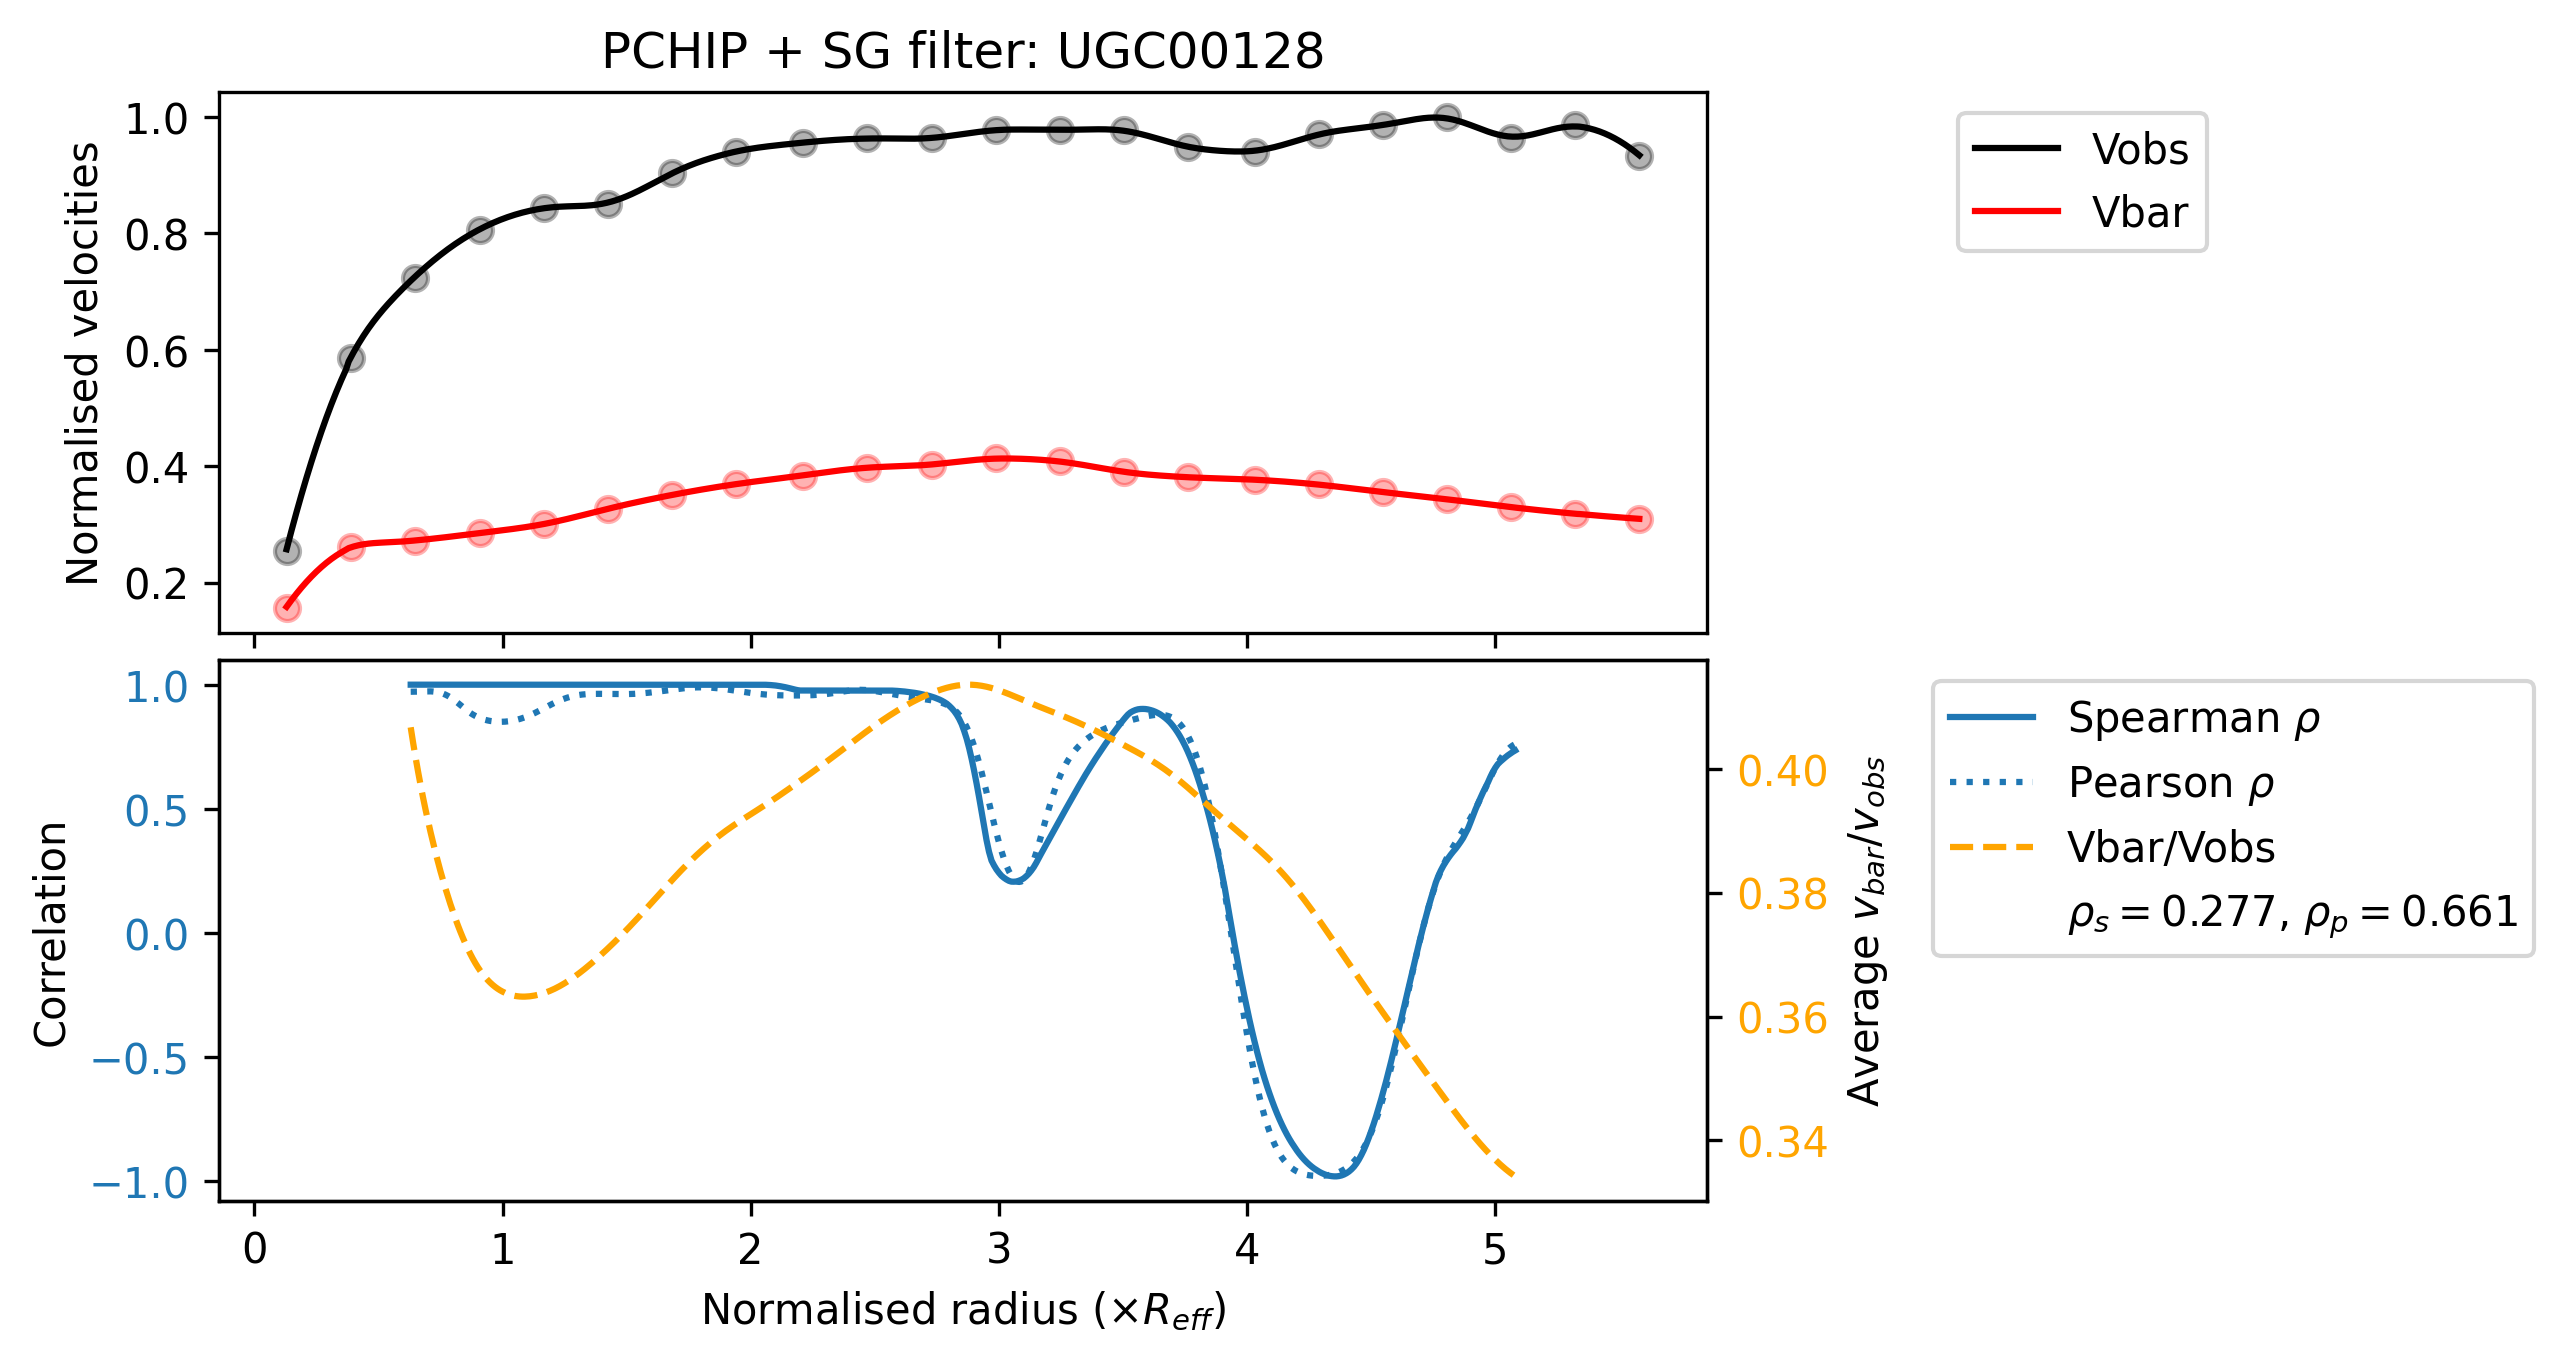 PCHIP + SG filter: UGC00128
Normalised velocities
1.0
0.8
0.6
0.4
0.2
Vobs
Vbar
Correlation
1.0
0.5
0.0
−0.5
−1.0
0.40
0.38
0.36
0.34
Average v_bar/v_obs
Spearman ρ
Pearson ρ
Vbar/Vobs
ρ_s = 0.277, ρ_p = 0.661
0 1 2 3 4 5
Normalised radius (×R_eff)